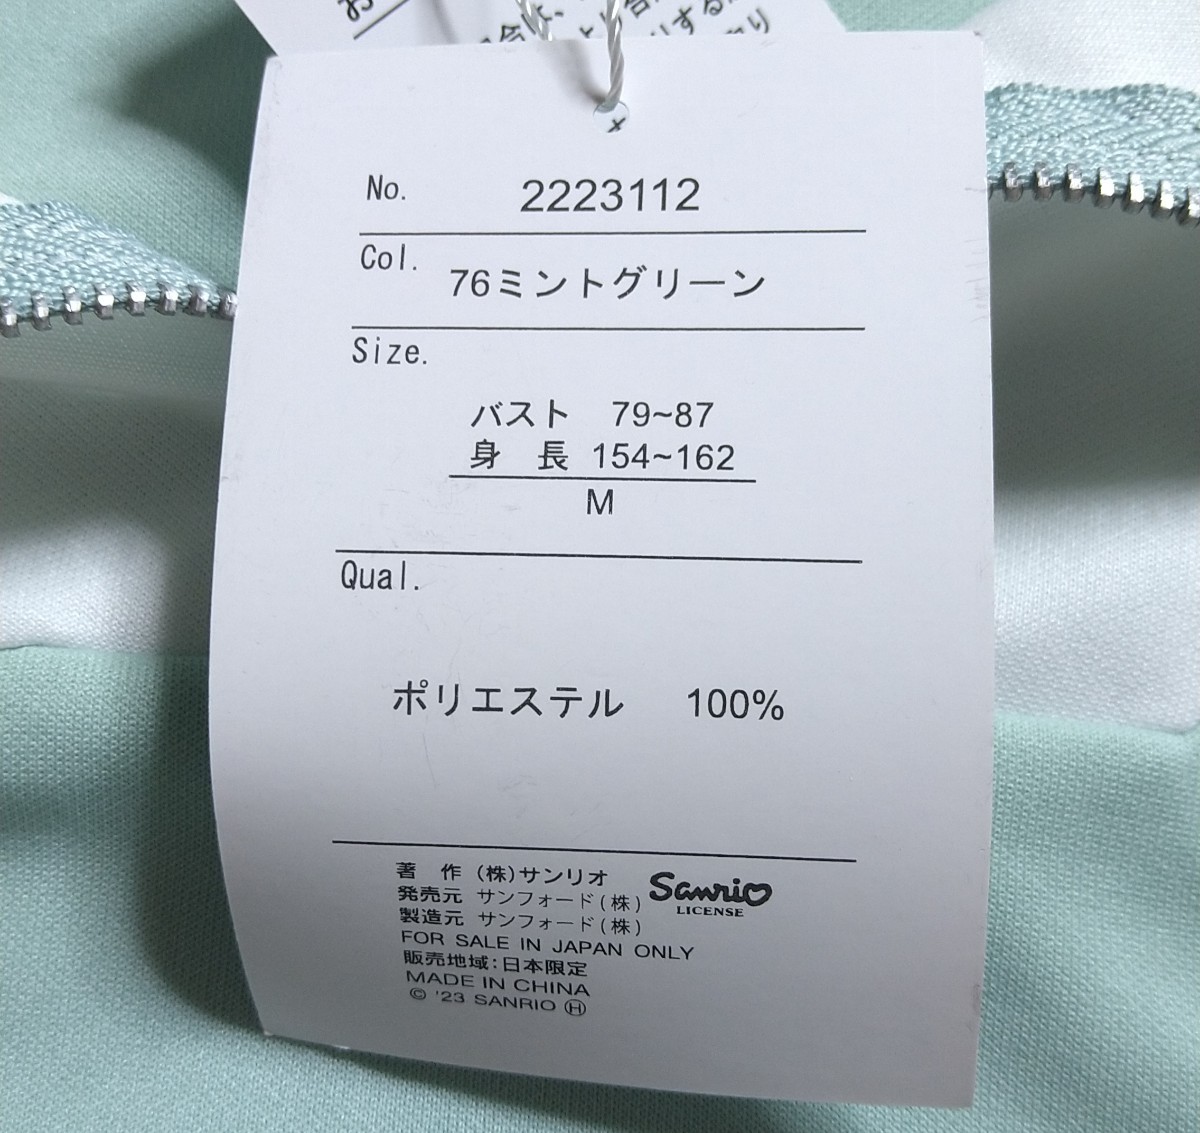 No. 2223112
Col. 76ミントグリーン
Size.
バスト 79~87
身 長 154~162
M
Qual.
ポリエステル 100%
著 作 (株)サンリオ
発売元 サンフォード(株)
製造元 サンフォード(株)
Sanrio
LICENSE
FOR SALE IN JAPAN ONLY
販売地域:日本限定
MADE IN CHINA
© '23 SANRIO Ⓗ